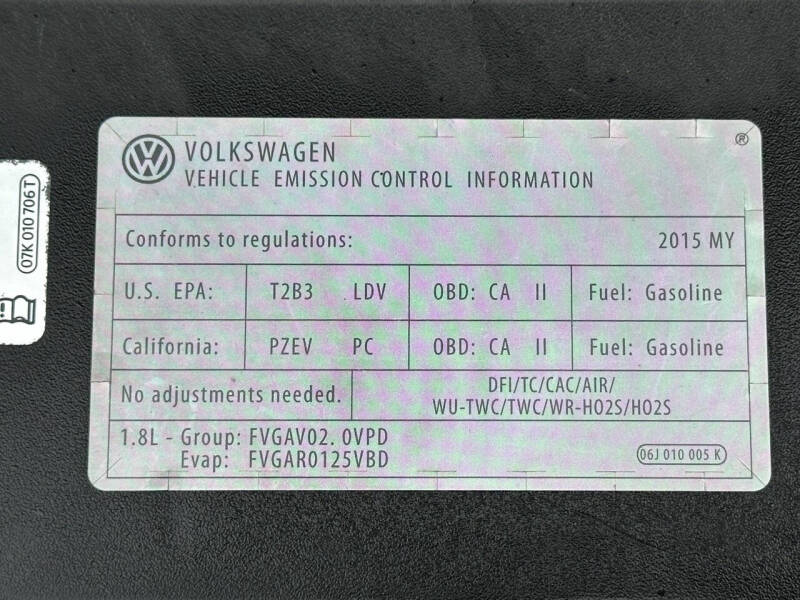 VOLKSWAGEN
VEHICLE EMISSION CONTROL INFORMATION
®
Conforms to regulations: 2015 MY
U.S. EPA: T2B3 LDV OBD: CA II Fuel: Gasoline
California: PZEV PC OBD: CA II Fuel: Gasoline
No adjustments needed. DFI/TC/CAC/AIR/
WU-TWC/TWC/WR-HO2S/HO2S
1.8L - Group: FVGAV02.0VPD
Evap: FVGAR0125VBD
06J 010 005 K
07K 010 706 T